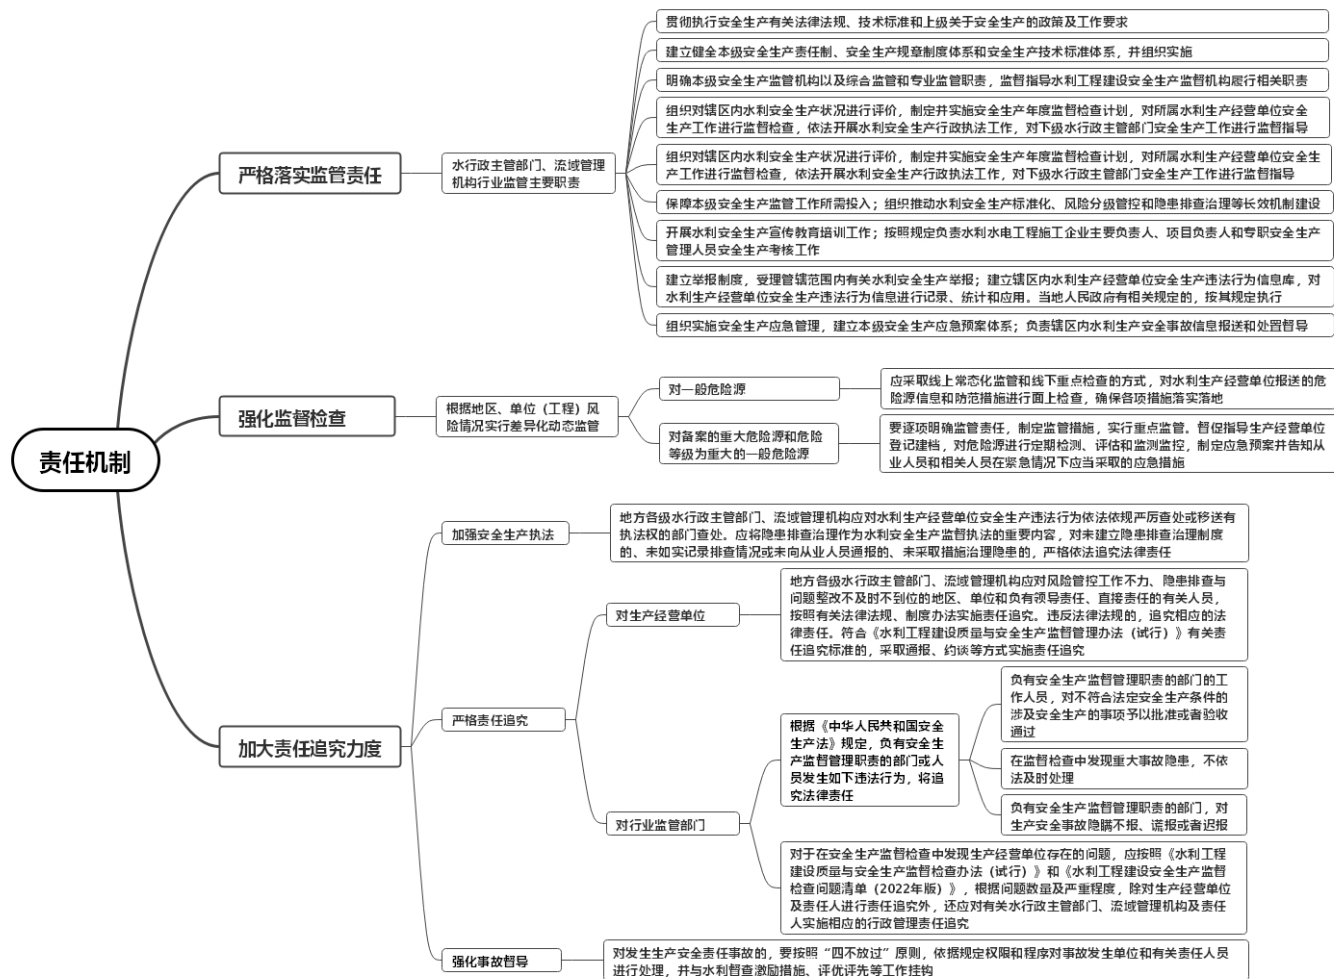 责任机制
严格落实监管责任
水行政主管部门、流域管理
机构行业监管主要职责
贯彻执行安全生产有关法律法规、技术标准和上级关于安全生产的政策及工作要求
建立健全本级安全生产责任制、安全生产规章制度体系和安全生产技术标准体系，并组织实施
明确本级安全生产监管机构以及综合监管和专业监管职责，监督指导水利工程建设安全生产监督机构履行相关职责
组织对辖区内水利安全生产状况进行评价，制定并实施安全生产年度监督检查计划，对所属水利生产经营单位安全
生产工作进行监督检查，依法开展水利安全生产行政执法工作，对下级水行政主管部门安全生产工作进行监督指导
组织对辖区内水利安全生产状况进行评价，制定并实施安全生产年度监督检查计划，对所属水利生产经营单位安全生
产工作进行监督检查，依法开展水利安全生产行政执法工作，对下级水行政主管部门安全生产工作进行监督指导
保障本级安全生产监管工作所需投入；组织推动水利安全生产标准化、风险分级管控和隐患排查治理等长效机制建设
开展水利安全生产宣传教育培训工作；按照规定负责水利水电工程施工企业主要负责人、项目负责人和专职安全生产
管理人员安全生产考核工作
建立举报制度，受理管辖范围内有关水利安全生产举报；建立辖区内水利生产经营单位安全生产违法行为信息库，对
水利生产经营单位安全生产违法行为信息进行记录、统计和应用。当地人民政府有相关规定的，按其规定执行
组织实施安全生产应急管理，建立本级安全生产应急预案体系；负责辖区内水利生产安全事故信息报送和处置督导
强化监督检查
根据地区、单位（工程）风
险情况实行差异化动态监管
对一般危险源
应采取线上常态化监管和线下重点检查的方式，对水利生产经营单位报送的危
险源信息和防范措施进行面上检查，确保各项措施落实落地
对备案的重大危险源和危险
等级为重大的一般危险源
要逐项明确监管责任，制定监管措施，实行重点监管。督促指导生产经营单位
登记建档，对危险源进行定期检测、评估和监测监控，制定应急预案并告知从
业人员和相关人员在紧急情况下应当采取的应急措施
加大责任追究力度
加强安全生产执法
地方各级水行政主管部门、流域管理机构应对水利生产经营单位安全生产违法行为依法依规严厉查处或移送有
执法权的部门查处。应将隐患排查治理作为水利安全生产监督执法的重要内容，对未建立隐患排查治理制度
的、未如实记录排查情况或未向从业人员通报的、未采取措施治理隐患的，严格依法追究法律责任
严格责任追究
对生产经营单位
地方各级水行政主管部门、流域管理机构应对风险管控工作不力、隐患排查与
问题整改不及时不到位的地区、单位和负有领导责任、直接责任的有关人员，
按照有关法律法规、制度办法实施责任追究。违反法律法规的，追究相应的法
律责任。符合《水利工程建设质量与安全生产监督管理办法（试行）》有关责
任追究标准的，采取通报、约谈等方式实施责任追究
对行业监管部门
根据《中华人民共和国安全
生产法》规定，负有安全生
产监督管理职责的部门或人
员发生如下违法行为，将追
究法律责任
负有安全生产监督管理职责的部门的工
作人员，对不符合法定安全生产条件的
涉及安全生产的事项予以批准或者验收
通过
在监督检查中发现重大事故隐患，不依
法及时处理
负有安全生产监督管理职责的部门，对
生产安全事故隐瞒不报、谎报或者迟报
对于在安全生产监督检查中发现生产经营单位存在的问题，应按照《水利工程
建设质量与安全生产监督检查办法（试行）》和《水利工程建设安全生产监督
检查问题清单（2022年版）》，根据问题数量及严重程度，除对生产经营单位
及责任人进行责任追究外，还应对有关水行政主管部门、流域管理机构及责任
人实施相应的行政管理责任追究
强化事故督导
对发生生产安全责任事故的，要按照“四不放过”原则，依据规定权限和程序对事故发生单位和有关责任人员
进行处理，并与水利督查激励措施、评优评先等工作挂钩